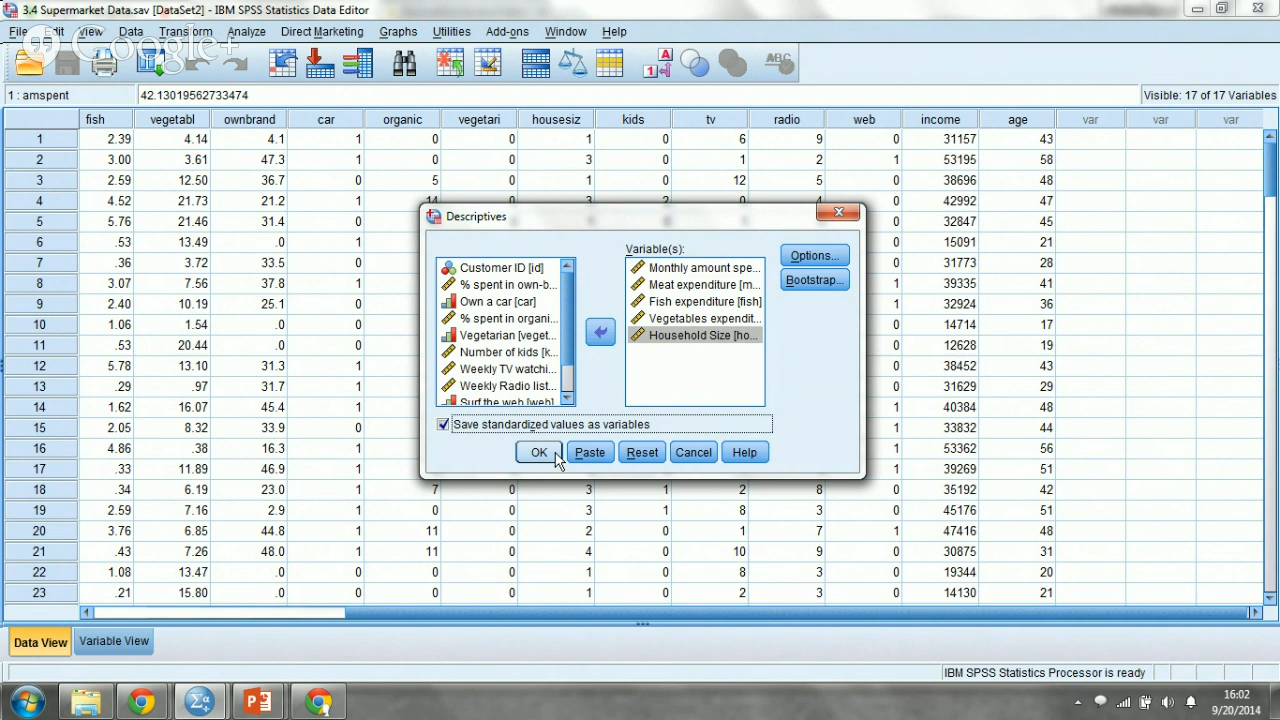 3.4 Supermarket Data.sav [DataSet2] - IBM SPSS Statistics Data Editor
File Edit View Data Transform Analyze Direct Marketing Graphs Utilities Add-ons Window Help
Google+
1 : amspent 42.13019562733474 Visible: 17 of 17 Variables
fish vegetabl ownbrand car organic vegetari housesiz kids tv radio web income age var var var
1 2.39 4.14 4.1 1 0 0 1 0 6 9 0 31157 43
2 3.00 3.61 47.3 1 0 0 3 0 1 2 1 53195 58
3 2.59 12.50 36.7 0 5 0 1 0 12 5 0 38696 48
4 4.52 21.73 21.2 1 14 3 2 0 4 0 42992 47
5 5.76 21.46 31.4 0 0 32847 45
6 .53 13.49 .0 1 0 15091 21
7 .36 3.72 33.5 0 0 31773 28
8 3.07 7.56 37.8 1 1 39335 41
9 2.40 10.19 25.1 0 0 32924 36
10 1.06 1.54 .0 0 0 14714 17
11 .53 20.44 .0 0 0 12628 19
12 5.78 13.10 31.3 1 0 38452 43
13 .29 .97 31.7 1 0 31629 29
14 1.62 16.07 45.4 1 0 40384 48
15 2.05 8.32 33.9 0 0 33832 44
16 4.86 .38 16.3 1 0 53652 56
17 .33 11.89 46.9 1 0 39269 51
18 .34 6.19 23.0 1 7 0 3 1 2 8 0 35192 42
19 2.59 7.16 2.9 1 0 0 3 1 8 3 0 45176 51
20 3.76 6.85 44.8 1 11 0 2 0 1 7 1 47416 48
21 .43 7.26 48.0 1 11 0 4 0 10 9 1 30875 31
22 1.08 13.47 .0 0 0 0 1 0 8 3 0 19344 20
23 .21 15.80 .0 0 0 0 1 0 2 3 0 14130 21
Descriptives
Variable(s):
Customer ID [id]
% spent in own-b...
Own a car [car]
% spent in organi...
Vegetarian [veget...
Number of kids [k...
Weekly TV watchi...
Weekly Radio list...
Surf the web [web]
Monthly amount spe...
Meat expenditure [m...
Fish expenditure [fish]
Vegetables expendit...
Household Size [ho...
Options...
Bootstrap...
Save standardized values as variables
OK Paste Reset Cancel Help
Data View Variable View
IBM SPSS Statistics Processor is ready
16:02
9/20/2014